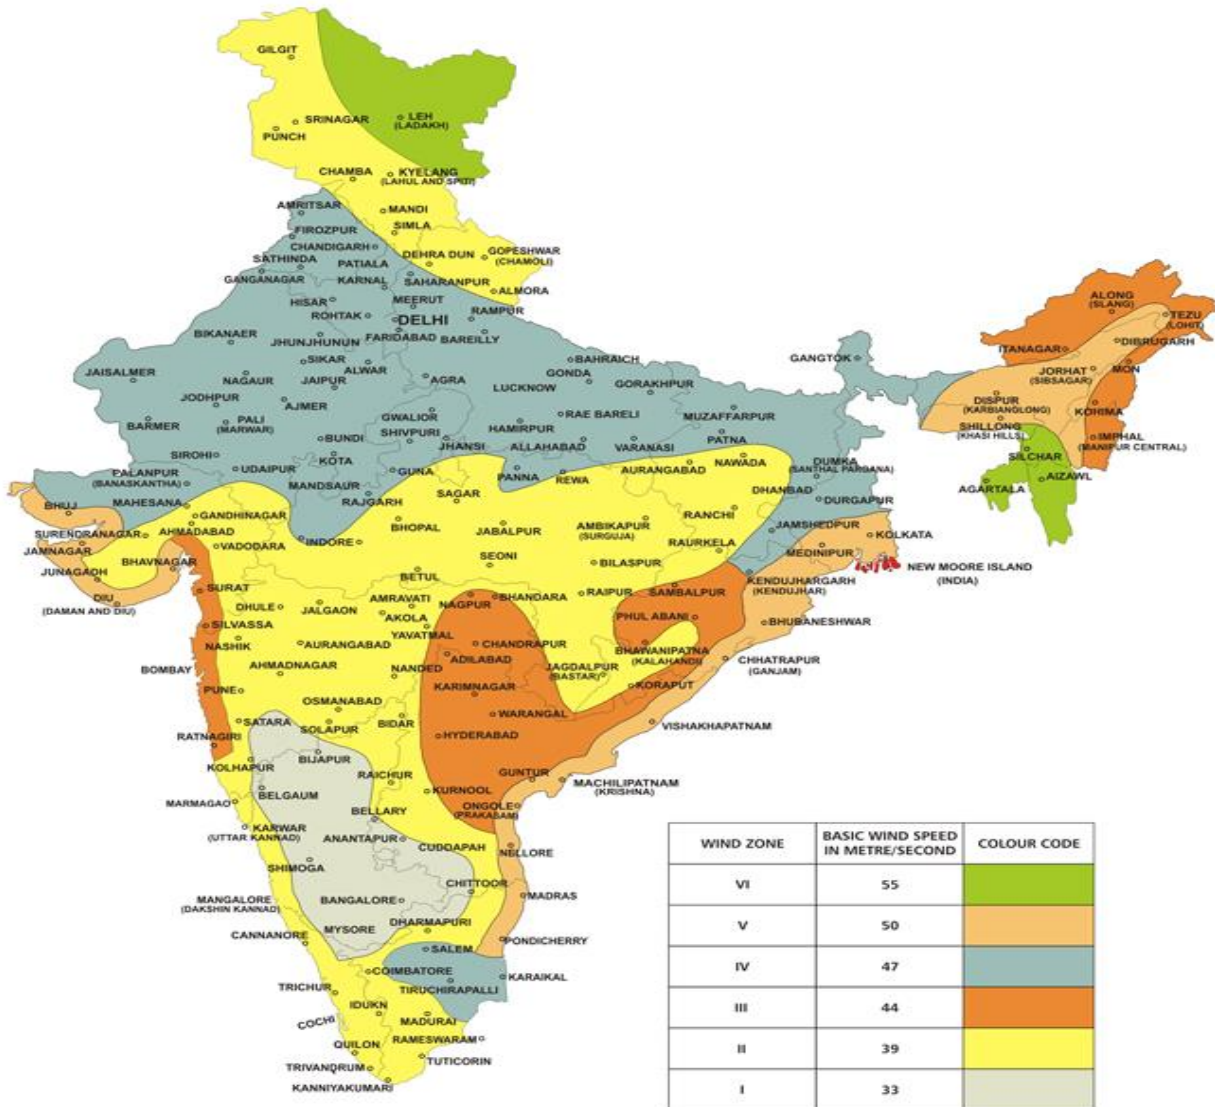 GILGIT
LEH
(LADAKH)
SRINAGAR
PUNCH
CHAMBA
KYELANG
(LAHUL AND SPITI)
AMRITSAR
MANDI
FIROZPUR
SIMLA
CHANDIGARH
DEHRA DUN
GOPESHWAR
(CHAMOLI)
SATHINDA
PATIALA
GANGANAGAR
KARNAL
SAHARANPUR
ALMORA
HISAR
MEERUT
ROHTAK
DELHI
RAMPUR
BIKANAER
FARIDABAD
BAREILLY
JHUNJHUNUN
SIKAR
ALWAR
BAHRAICH
JAISALMER
NAGAUR
JAIPUR
AGRA
GONDA
LUCKNOW
GORAKHPUR
JODHPUR
AJMER
GWALIOR
RAE BARELI
MUZAFFARPUR
BARMER
PALI
(MARWAR)
BUNDI
SHIVPURI
HAMIRPUR
JHANSI
ALLAHABAD
VARANASI
PATNA
SIROHI
UDAIPUR
KOTA
GUNA
PANNA
REWA
AURANGABAD
NAWADA
DUMKA
(SANTHAL PARGANA)
PALANPUR
(BANASKANTHA)
MANDSAUR
RAJGARH
SAGAR
DHANBAD
DURGAPUR
BHUJ
MAHESANA
GANDHINAGAR
AHMADABAD
BHOPAL
JABALPUR
AMBIKAPUR
(SURGUJA)
RANCHI
JAMSHEDPUR
KOLKATA
SURENDRANAGAR
JAMNAGAR
VADODARA
INDORE
SEONI
RAURKELA
MEDINIPUR
BHAVNAGAR
JUNAGAOH
BETUL
BILASPUR
NEW MOORE ISLAND
(INDIA)
KENDUJHARGARH
(KENDUJHAR)
DIU
(DAMAN AND DIU)
SURAT
DHULE
JALGAON
AMRAVATI
AKOLA
NAGPUR
BHANDARA
RAIPUR
SAMBALPUR
PHUL ABANI
BHUBANESHWAR
SILVASSA
NASHIK
YAVATMAL
AURANGABAD
CHANDRAPUR
ADILABAD
BHAWANIPATNA
(KALAHANDI)
CHHATRAPUR
(GANJAM)
BOMBAY
AHMADNAGAR
NANDED
JAGDALPUR
(BASTAR)
PUNE
KARIMNAGAR
KORAPUT
OSMANABAD
SATARA
SOLAPUR
BIDAR
WARANGAL
VISHAKHAPATNAM
RATNAGIRI
HYDERABAD
KOLHAPUR
BIJAPUR
RAICHUR
GUNTUR
MACHILIPATNAM
(KRISHNA)
BELGAUM
KURNOOL
MARMAGAO
ONGOLE
(PRAKASAM)
BELLARY
KARWAR
(UTTAR KANNAD)
ANANTAPUR
CUDDAPAH
NELLORE
SHIMOGA
CHITTOOR
MADRAS
MANGALORE
(DAKSHIN KANNAD)
BANGALORE
MYSORE
DHARMAPURI
CANNANORE
SALEM
PONDICHERRY
COIMBATORE
KARAIKAL
TIRUCHIRAPALLI
TRICHUR
IDUKN
COCHI
MADURAI
RAMESWARAM
QUILON
TUTICORIN
TRIVANDRUM
KANNIYAKUMARI
GANGTOK
ALONG
(SLANG)
TEZU
(LOHIT)
ITANAGAR
DIBRUGARH
JORHAT
(SIBSAGAR)
MON
DISPUR
(KARBIANGLONG)
KOHIMA
SHILLONG
(KHASI HILLS)
IMPHAL
(MANIPUR CENTRAL)
SILCHAR
AGARTALA
AIZAWL
WIND ZONE BASIC WIND SPEED IN METRE/SECOND COLOUR CODE
VI 55
V 50
IV 47
III 44
II 39
I 33